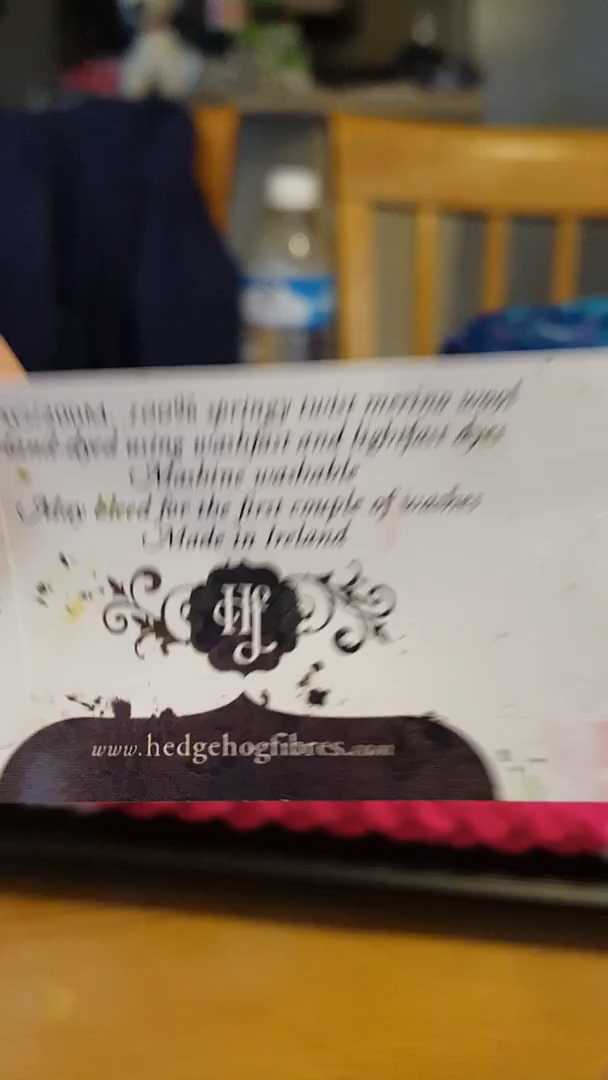 100% springy twist merino wool
hand dyed using washfast and lightfast dyes
Machine washable
May bleed for the first couple of washes
Made in Ireland
Hf
www.hedgehogfibres.com